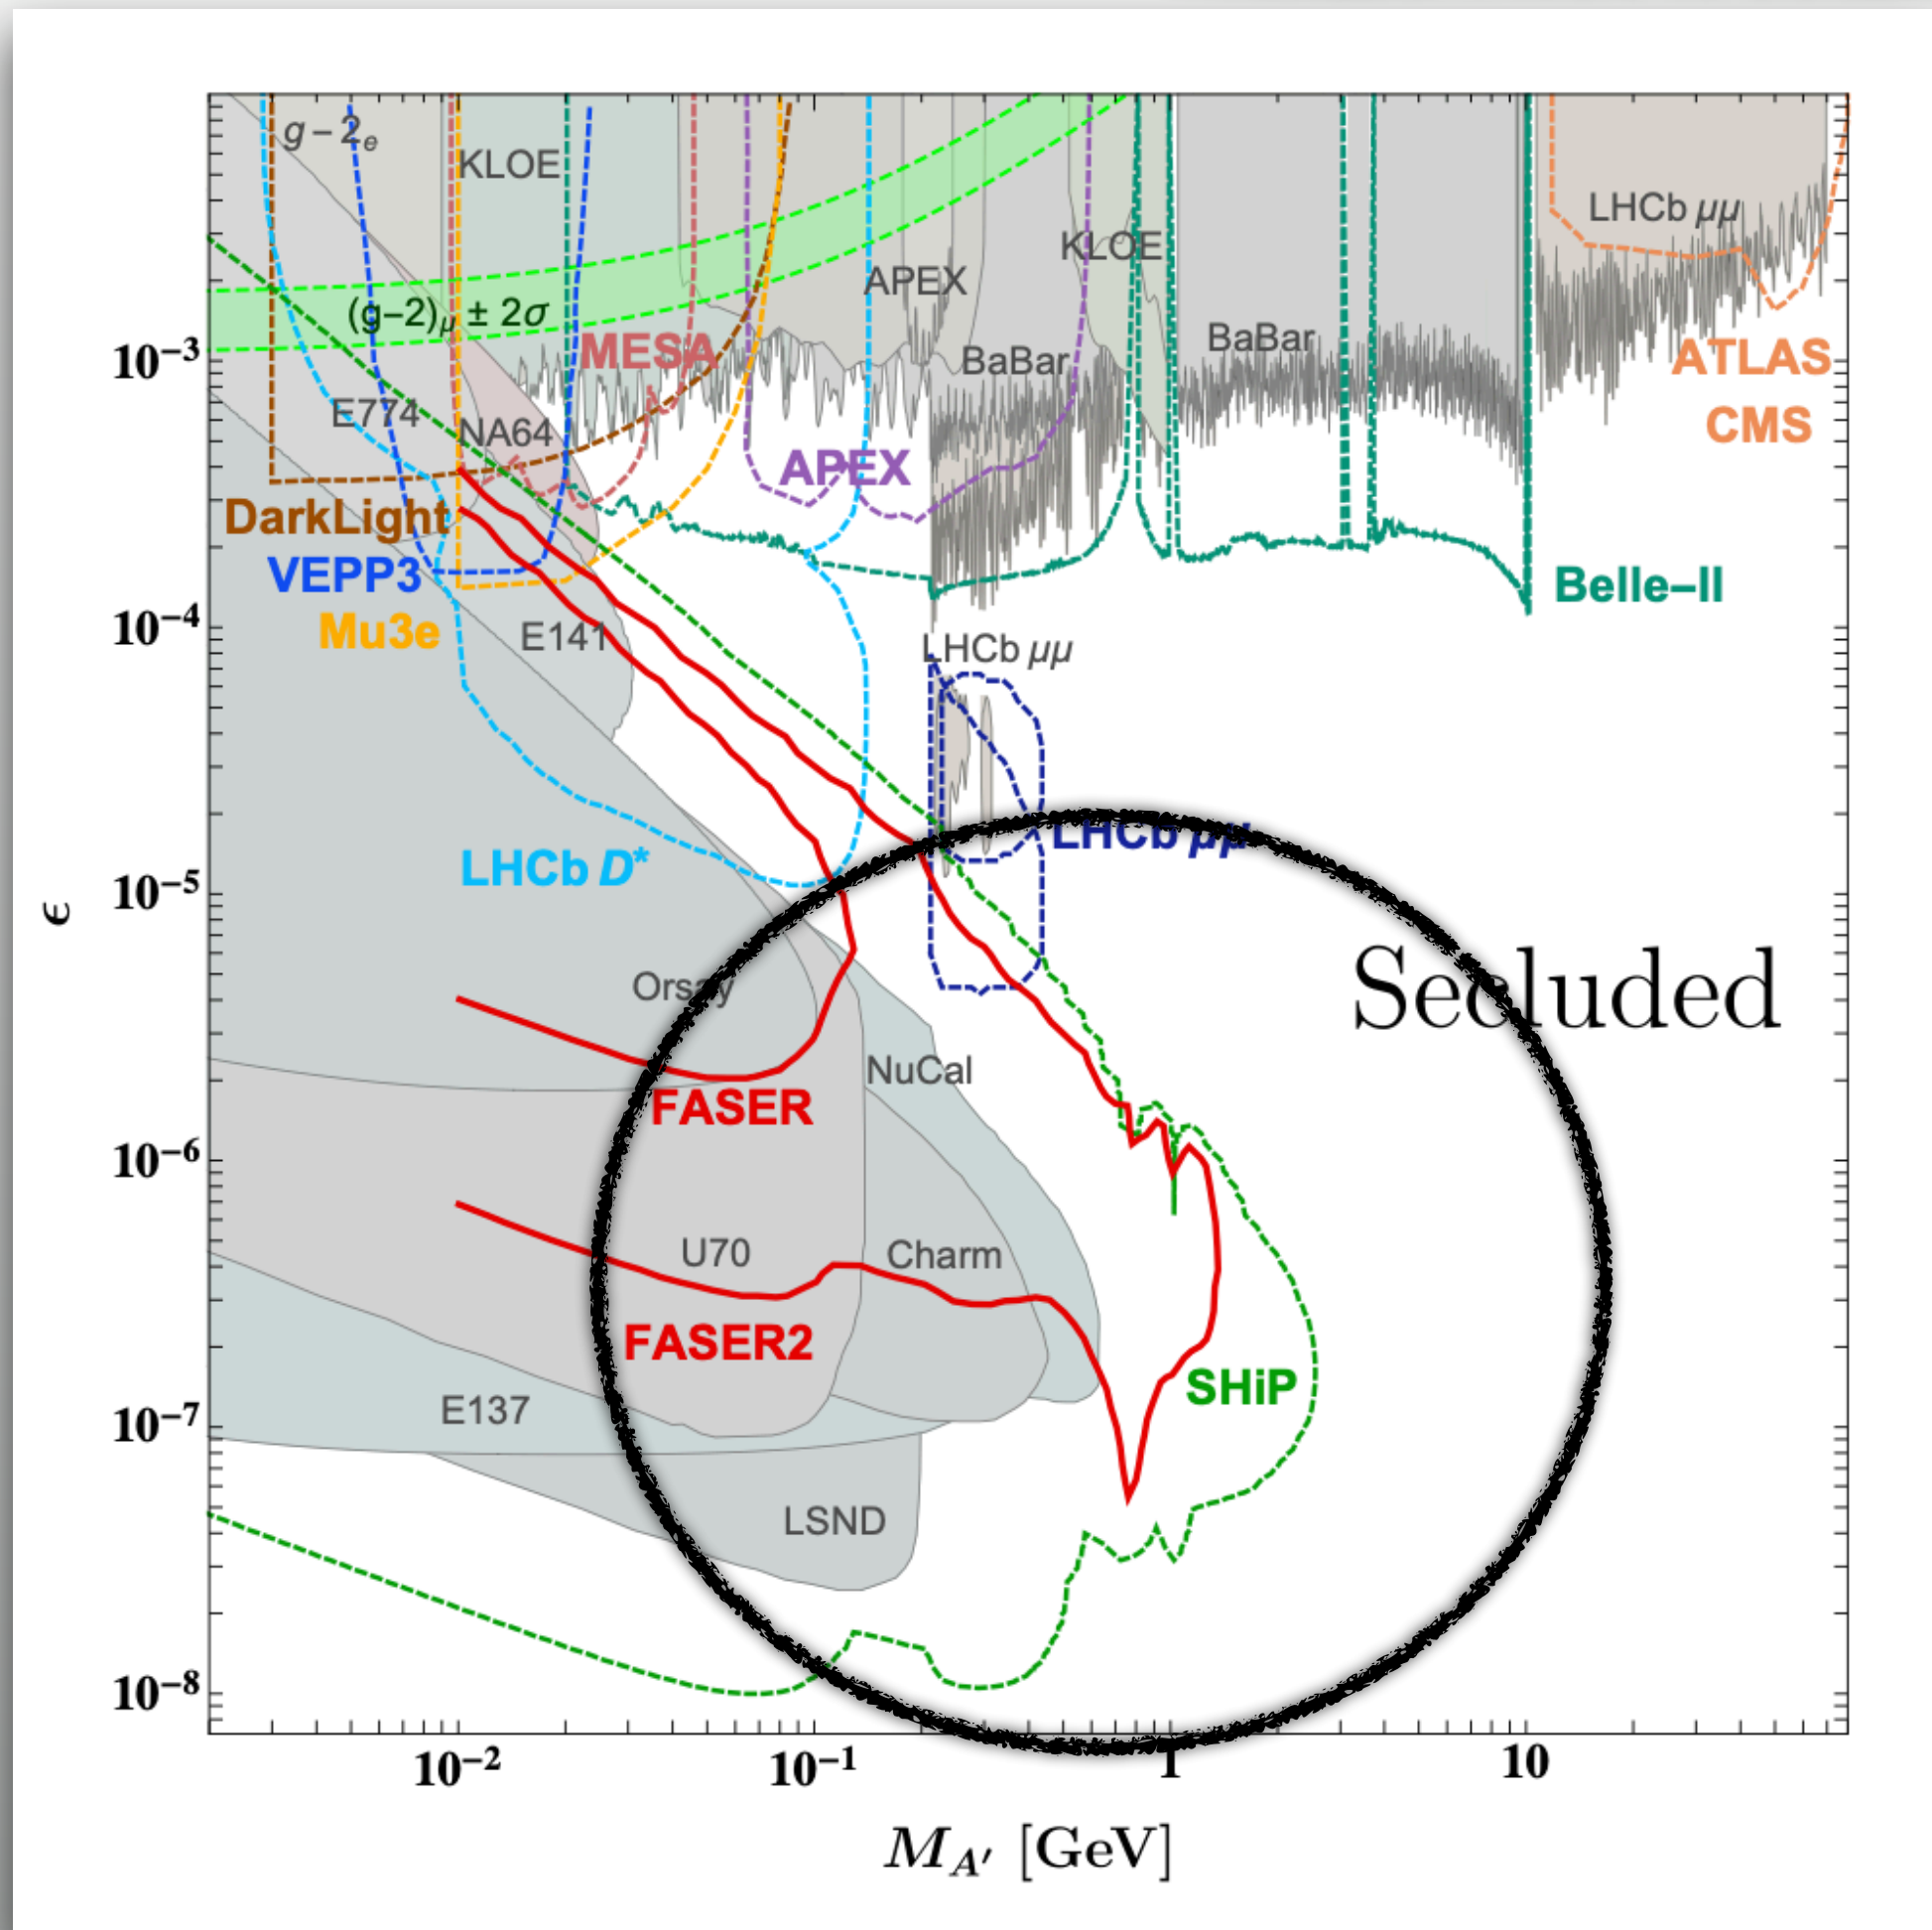 g−2e
KLOE
LHCb μμ
KLOE
APEX
(g−2)μ ± 2σ
BaBar
MESA
BaBar
ATLAS
10−3
E774
NA64
CMS
APEX
DarkLight
VEPP3
Belle−II
Mu3e
10−4
E141
LHCb μμ
LHCb μμ
LHCb D*
10−5
ϵ
Orsay
Secluded
NuCal
FASER
10−6
U70
Charm
FASER2
SHiP
E137
10−7
LSND
10−8
10−2 10−1 1 10
MA′ [GeV]